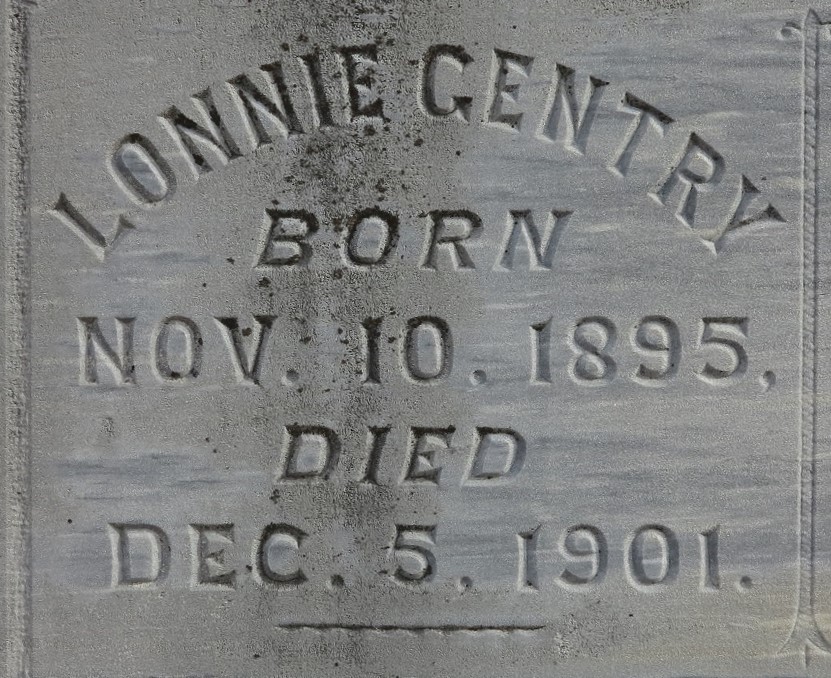 LONNIE GENTRY
BORN
NOV. 10. 1895,
DIED
DEC. 5, 1901.